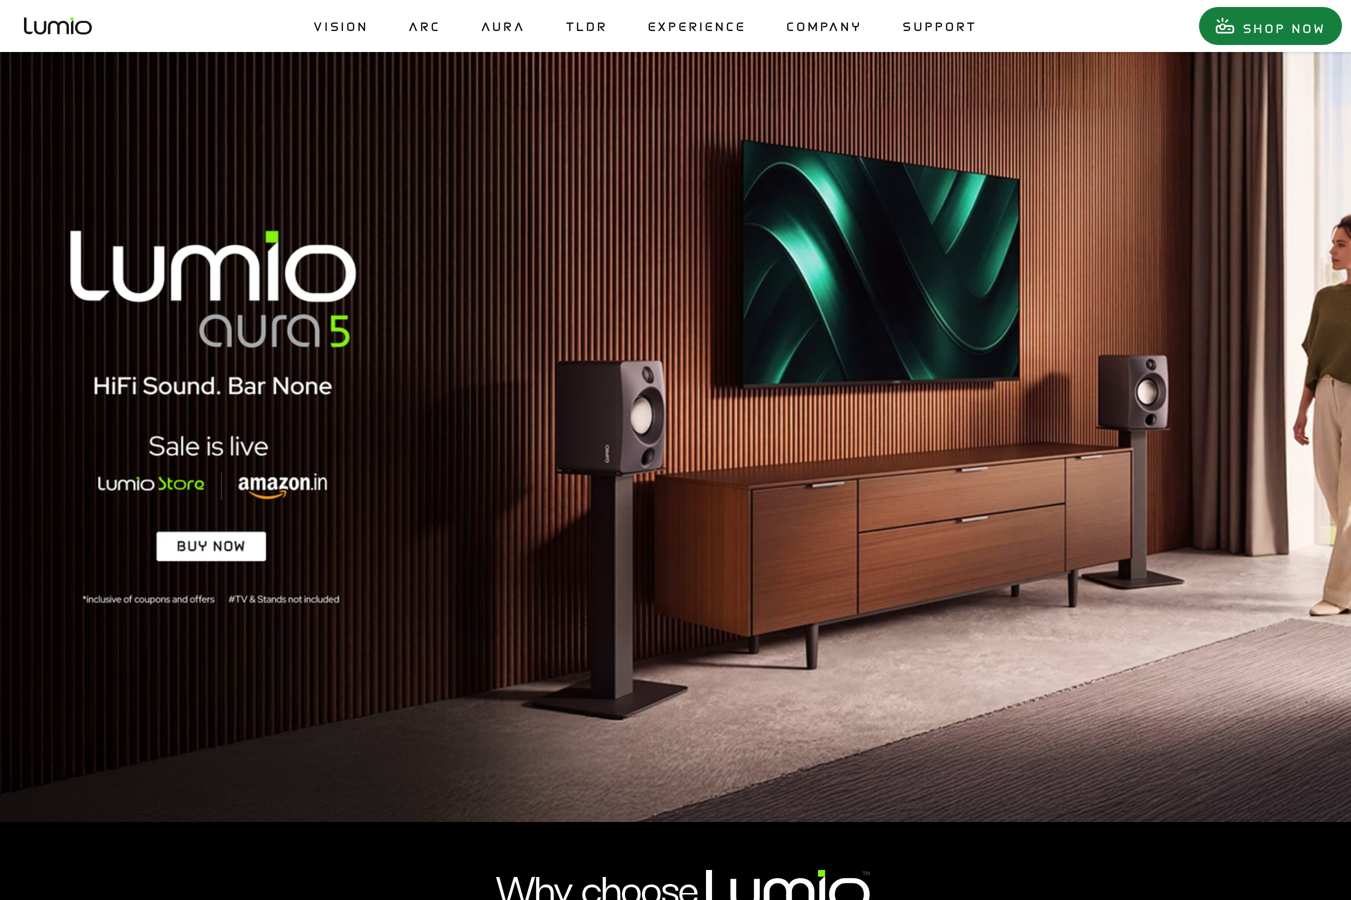 Lumio
VISION ARC AURA TLDR EXPERIENCE COMPANY SUPPORT
SHOP NOW
Lumio
aura 5
HiFi Sound. Bar None
Sale is live
Lumio Store amazon.in
BUY NOW
*inclusive of coupons and offers #TV & Stands not included
LUMIO
Why choose Lumio™